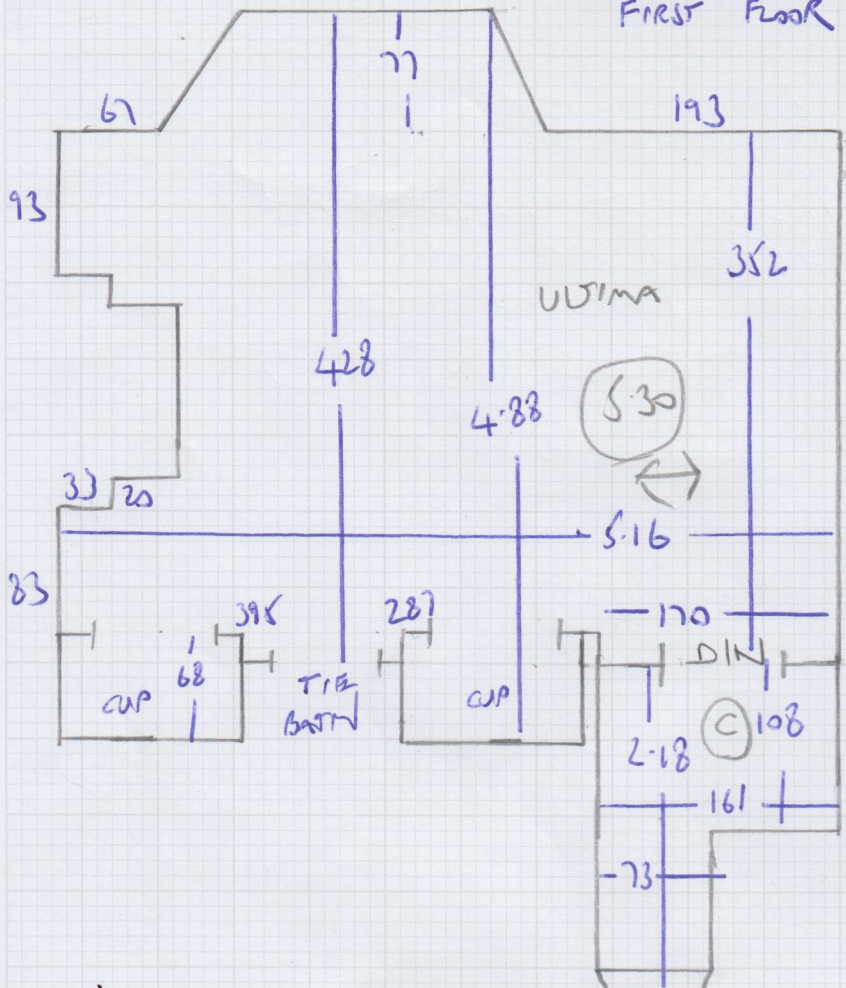 FIRST FLOOR
77
67
193
93
352
ULTIMA
428
5.30
4.88
33
20
5.16
83
395
287
170
DIN
68
TIE
BATH
CUP
CUP
C
108
2.18
161
73